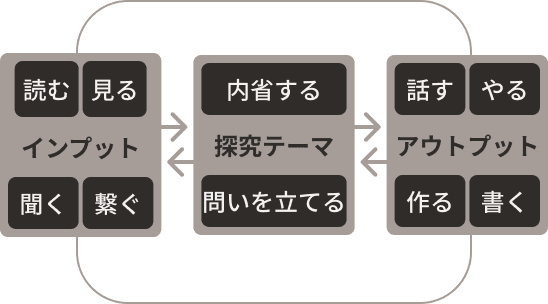 読む 見る
インプット
聞く 繋ぐ
内省する
探究テーマ
問いを立てる
話す やる
アウトプット
作る 書く